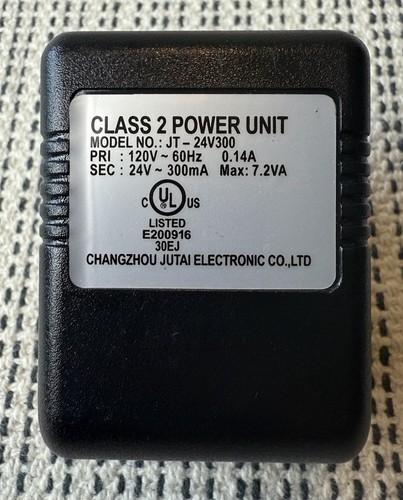 CLASS 2 POWER UNIT
MODEL NO.: JT – 24V300
PRI : 120V ~ 60Hz 0.14A
SEC : 24V ~ 300mA Max: 7.2VA
C UL US
LISTED
E200916
30EJ
CHANGZHOU JUTAI ELECTRONIC CO.,LTD